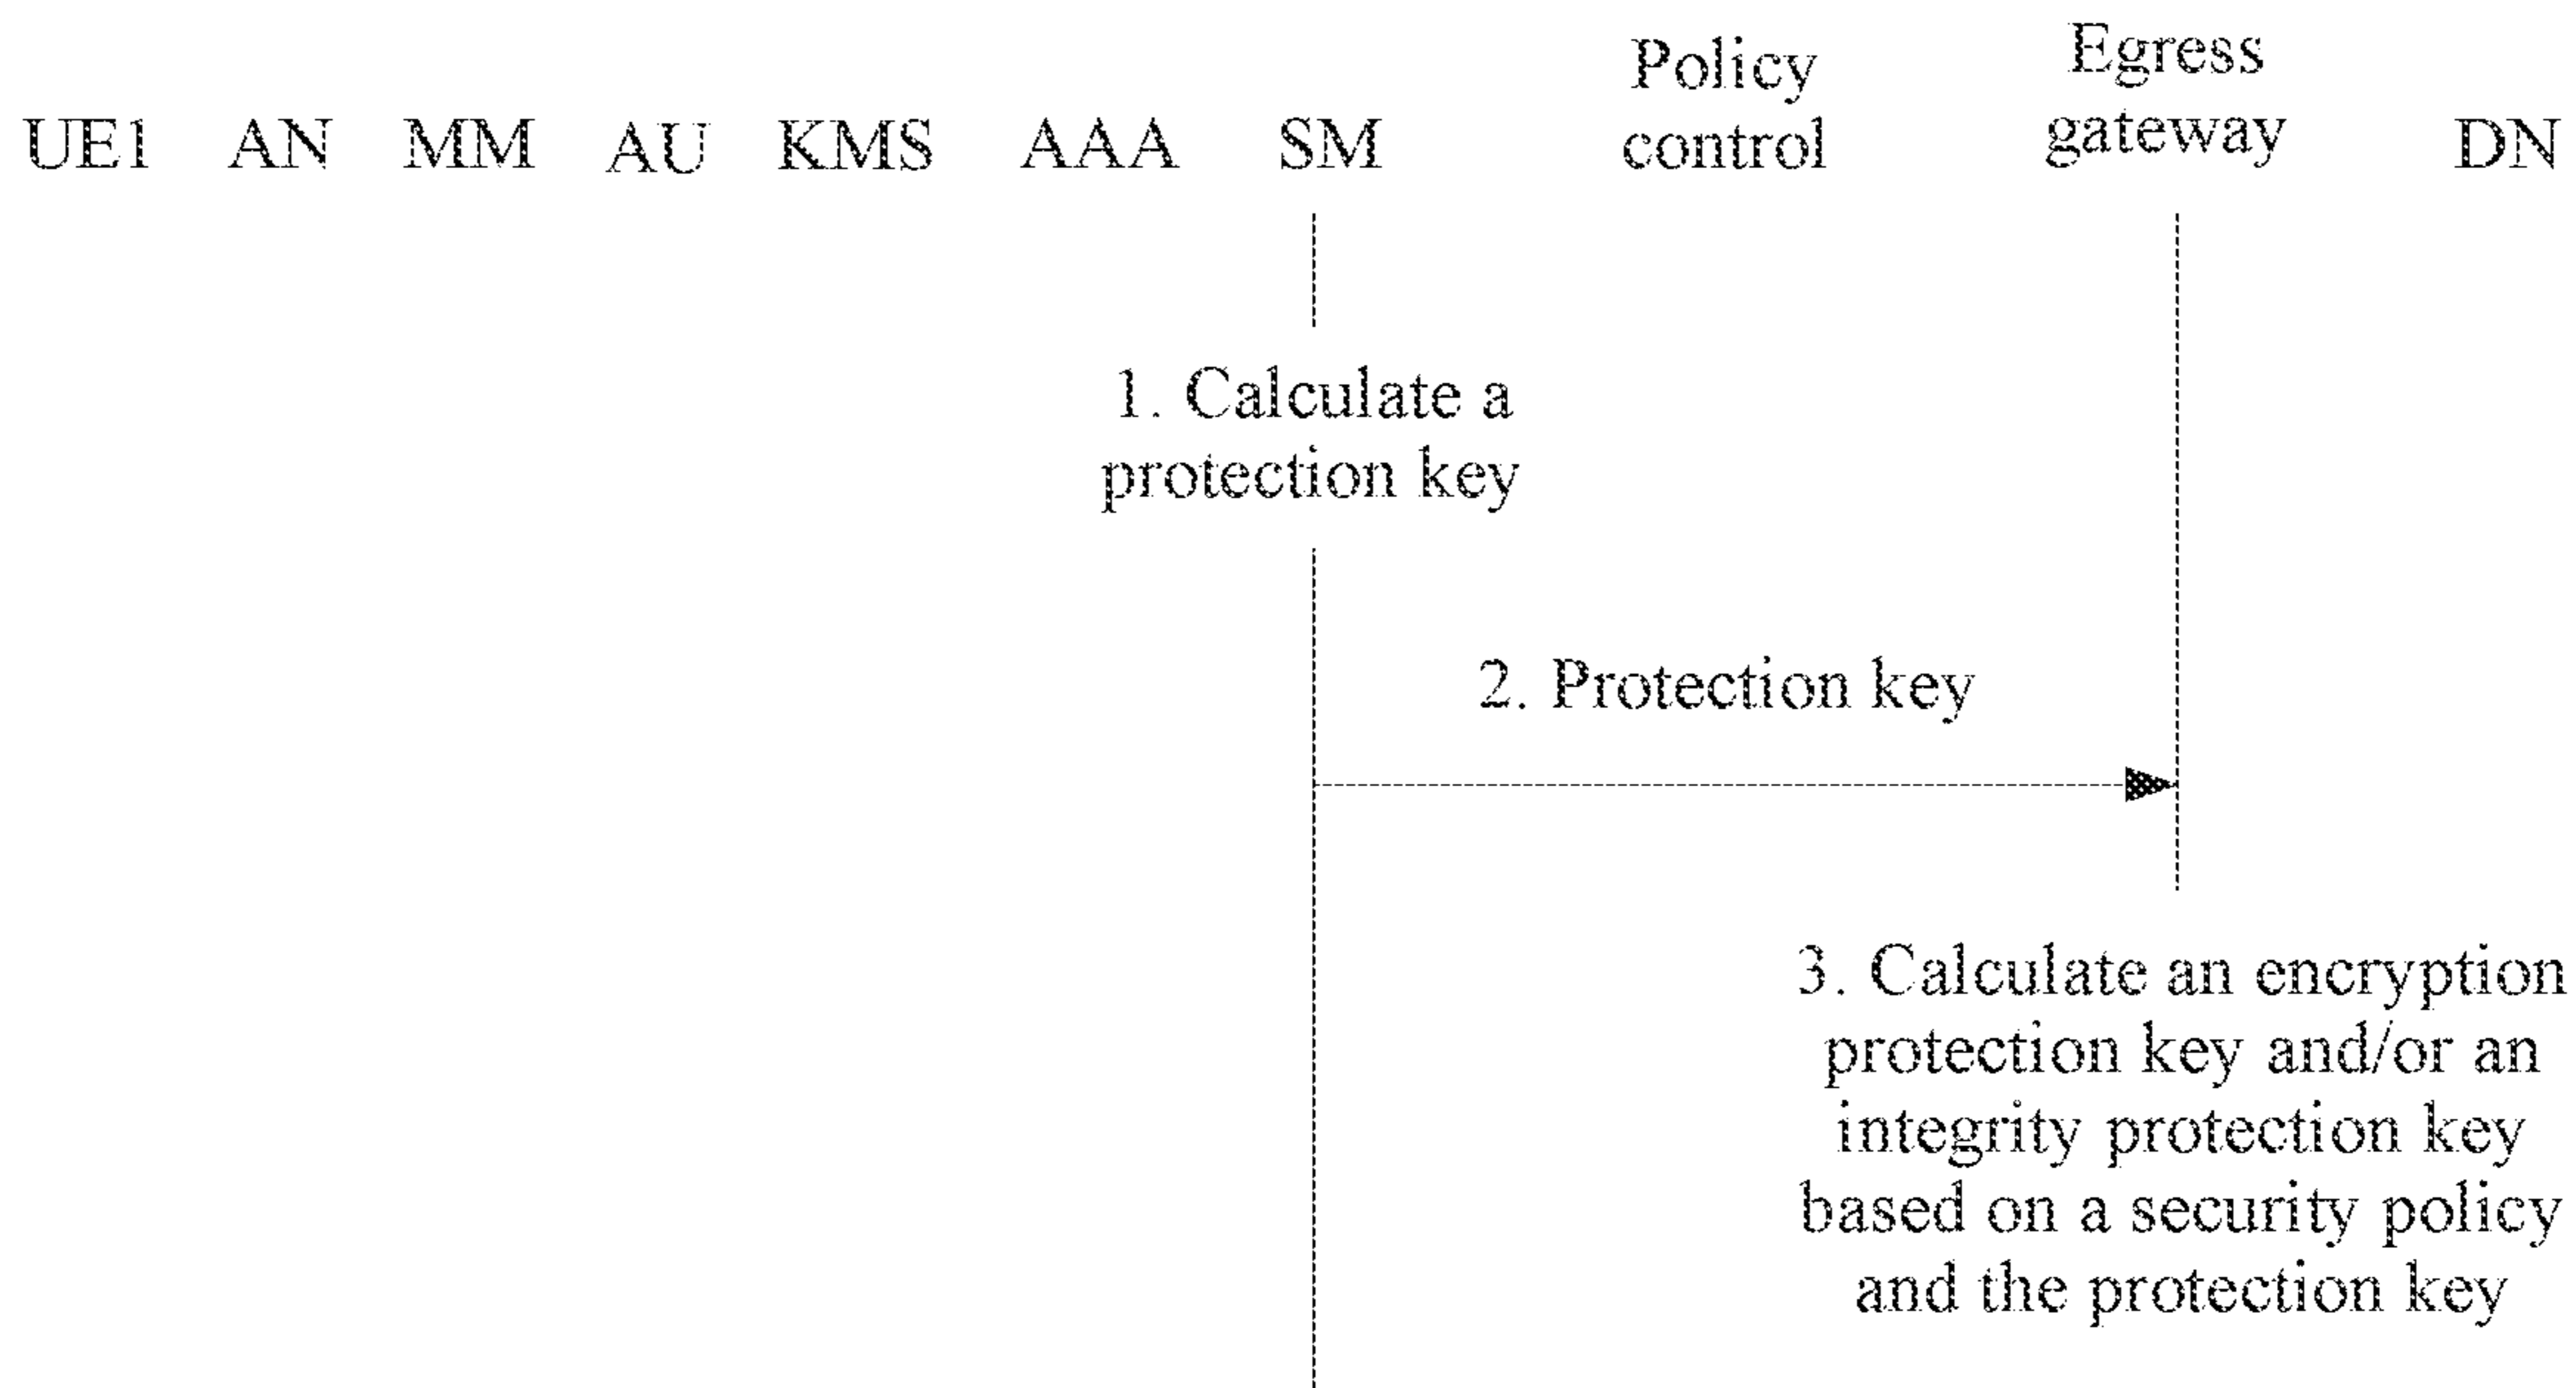 UE1 AN MM AU KMS AAA SM Policy control Egress gateway DN
1. Calculate a
protection key
2. Protection key
3. Calculate an encryption
protection key and/or an
integrity protection key
based on a security policy
and the protection key